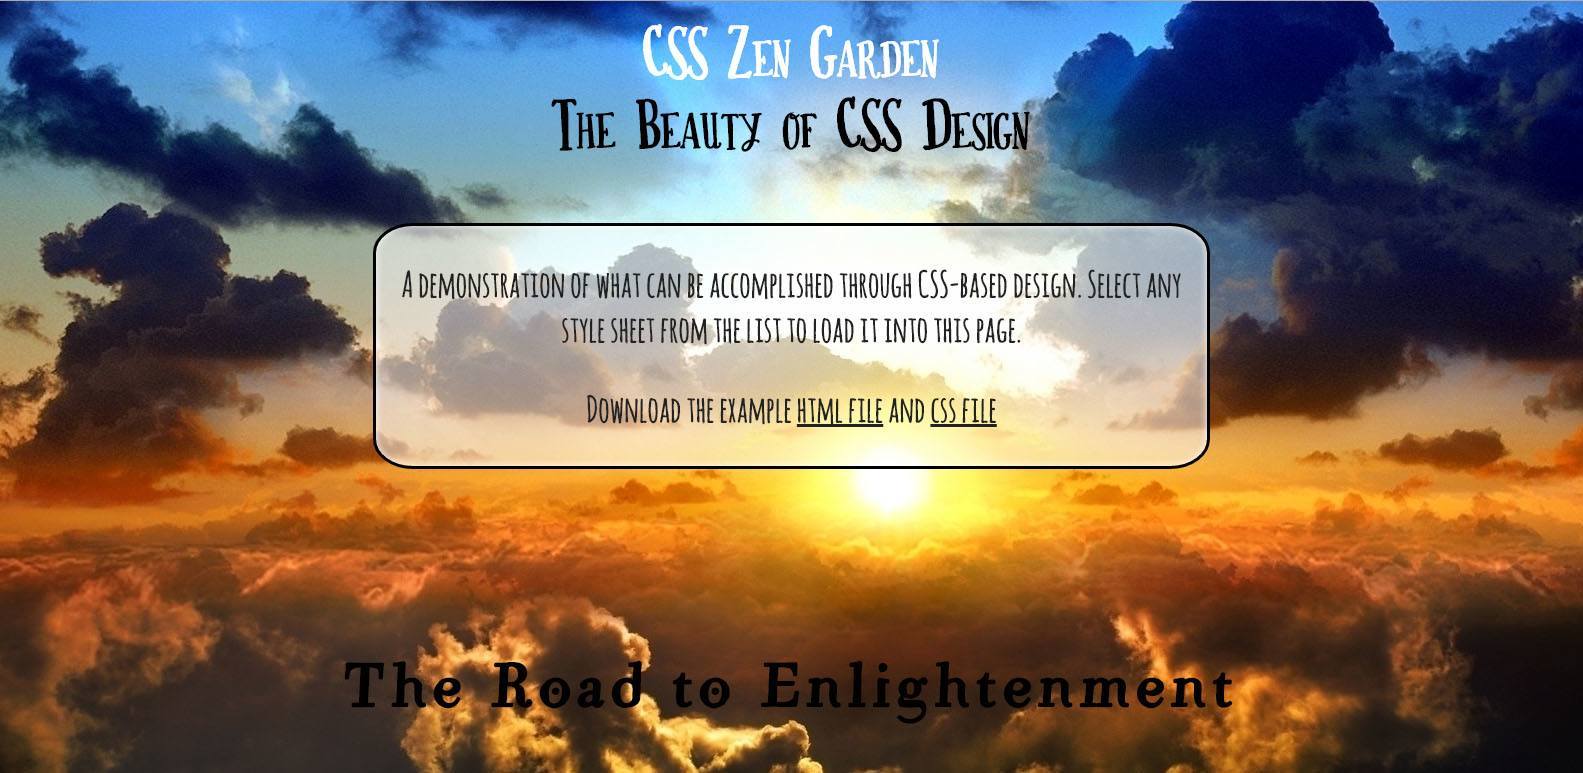 CSS Zen Garden
The Beauty of CSS Design
A demonstration of what can be accomplished through CSS-based design. Select any
style sheet from the list to load it into this page.
Download the example html file and css file
The Road to Enlightenment